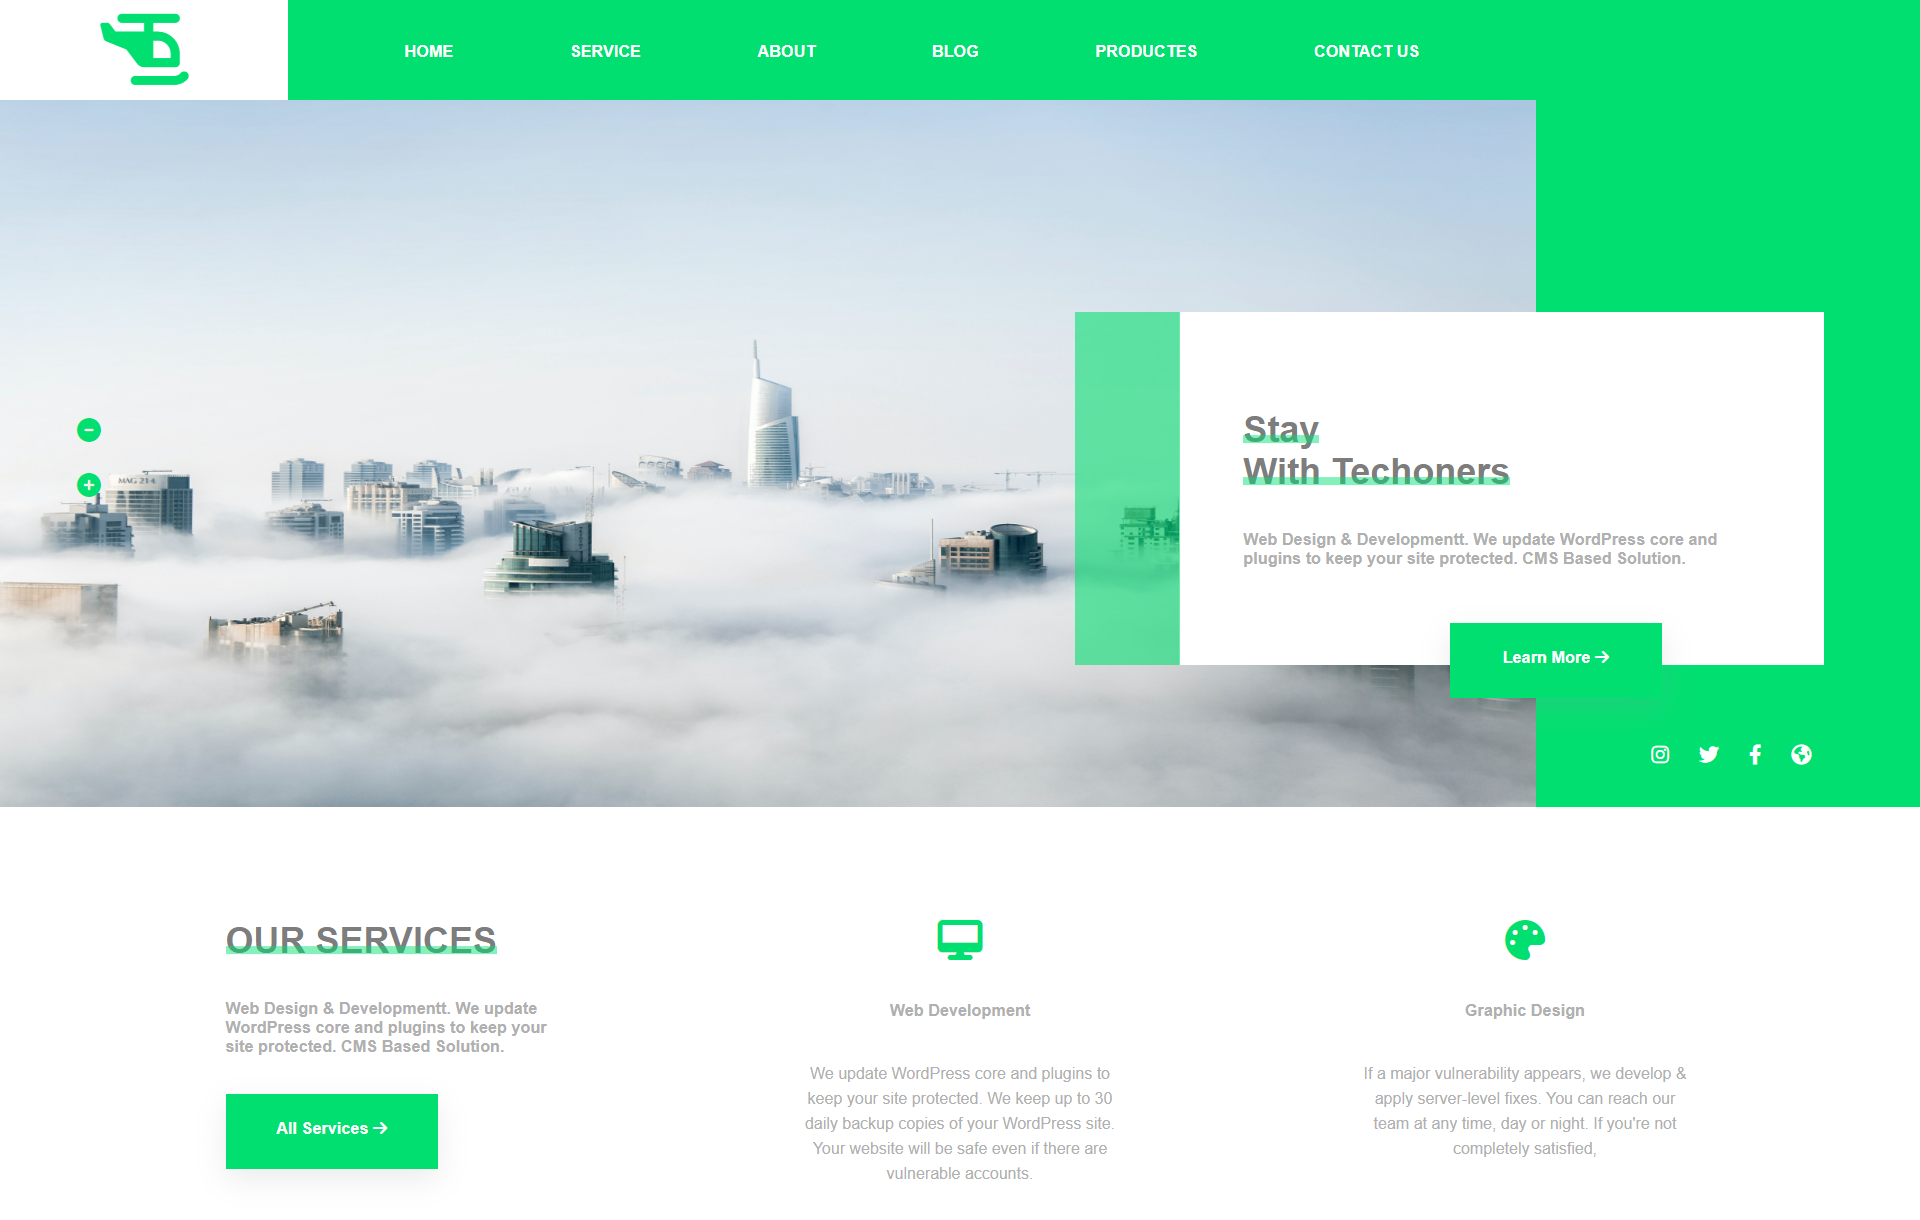 HOME SERVICE ABOUT BLOG PRODUCTES CONTACT US
MAG 214
Stay
With Techoners
Web Design & Developmentt. We update WordPress core and
plugins to keep your site protected. CMS Based Solution.
Learn More
OUR SERVICES
Web Design & Developmentt. We update
WordPress core and plugins to keep your
site protected. CMS Based Solution.
All Services
Web Development
We update WordPress core and plugins to
keep your site protected. We keep up to 30
daily backup copies of your WordPress site.
Your website will be safe even if there are
vulnerable accounts.
Graphic Design
If a major vulnerability appears, we develop &
apply server-level fixes. You can reach our
team at any time, day or night. If you're not
completely satisfied,